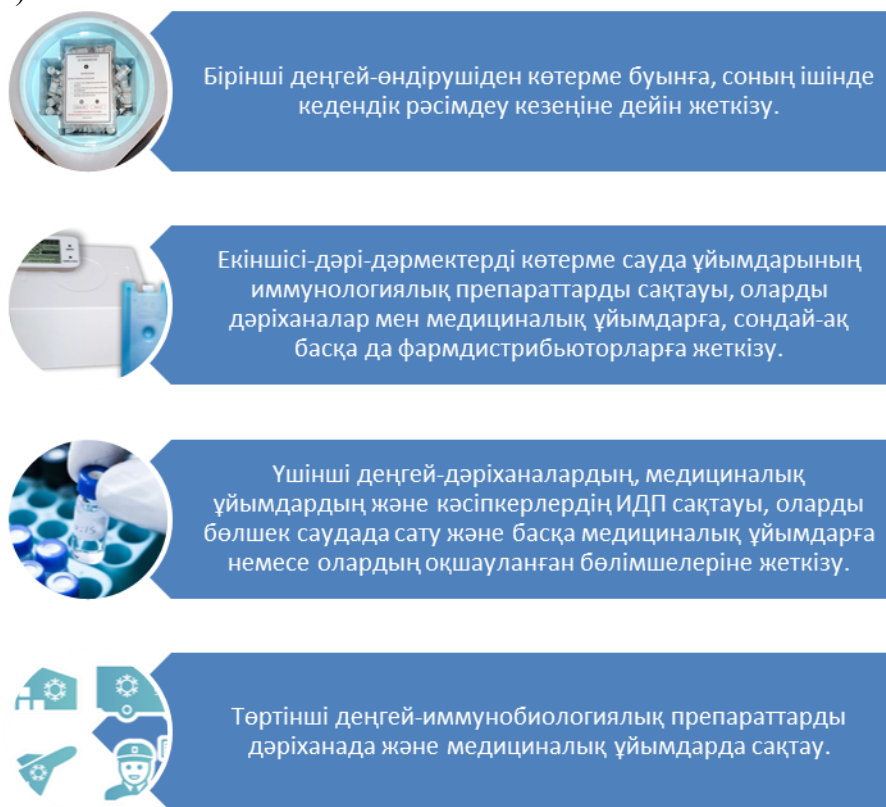 Бірінші деңгей-өндірушіден көтерме буынға, соның ішінде
кедендік рәсімдеу кезеңіне дейін жеткізу.
Екіншісі-дәрі-дәрмектерді көтерме сауда ұйымдарының
иммунологиялық препараттарды сақтауы, оларды
дәріханалар мен медициналық ұйымдарға, сондай-ақ
басқа да фармдистрибьюторларға жеткізу.
Үшінші деңгей-дәріханалардың, медициналық
ұйымдардың және кәсіпкерлердің ИДП сақтауы, оларды
бөлшек саудада сату және басқа медициналық ұйымдарға
немесе олардың оқшауланған бөлімшелеріне жеткізу.
Төртінші деңгей-иммунобиологиялық препараттарды
дәріханада және медициналық ұйымдарда сақтау.